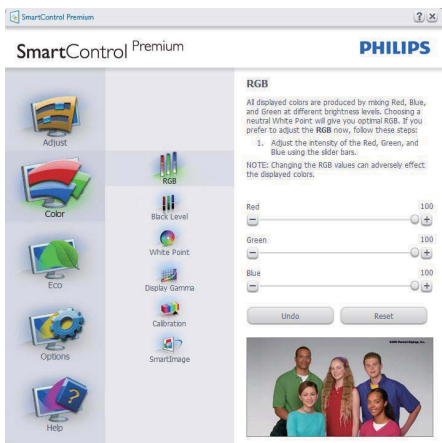 SmartControl Premium
SmartControl Premium
PHILIPS
Adjust
Color
Eco
Options
Help
RGB
Black Level
White Point
Display Gamma
Calibration
SmartImage
RGB
All displayed colors are produced by mixing Red, Blue,
and Green at different brightness levels. Choosing a
neutral White Point will give you optimal RGB. If you
prefer to adjust the RGB now, follow these steps:
1. Adjust the intensity of the Red, Green, and
Blue using the slider bars.
NOTE: Changing the RGB values can adversely effect
the displayed colors.
Red 100
Green 100
Blue 100
Undo Reset